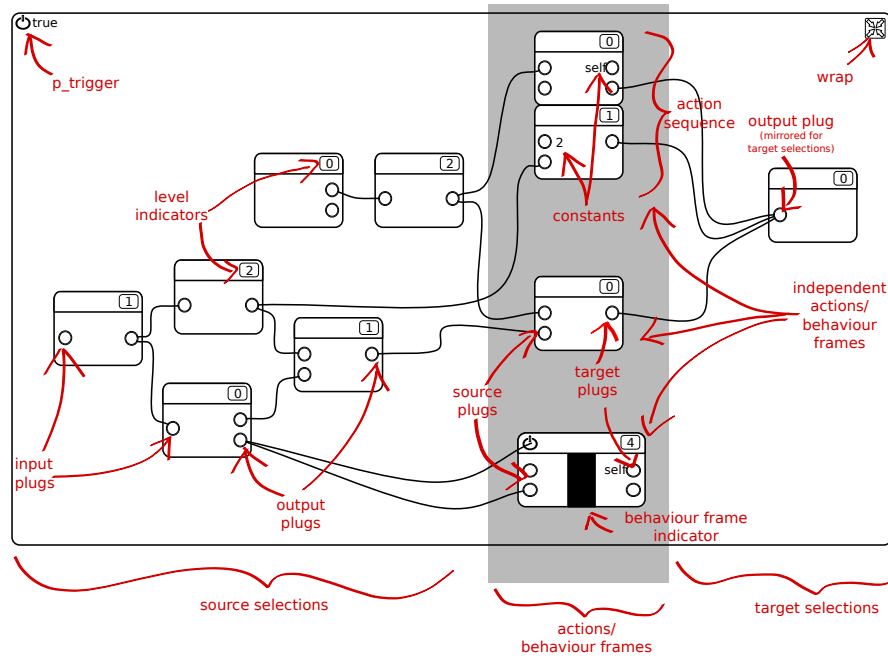 true
p_trigger
wrap
0
self
action
sequence
1
2
output plug
(mirrored for
target selections)
0
2
0
level
indicators
constants
2
1
0
independent
actions/
behaviour
frames
1
0
source
plugs
target
plugs
4
self
input
plugs
output
plugs
behaviour frame
indicator
source selections
actions/
behaviour frames
target selections